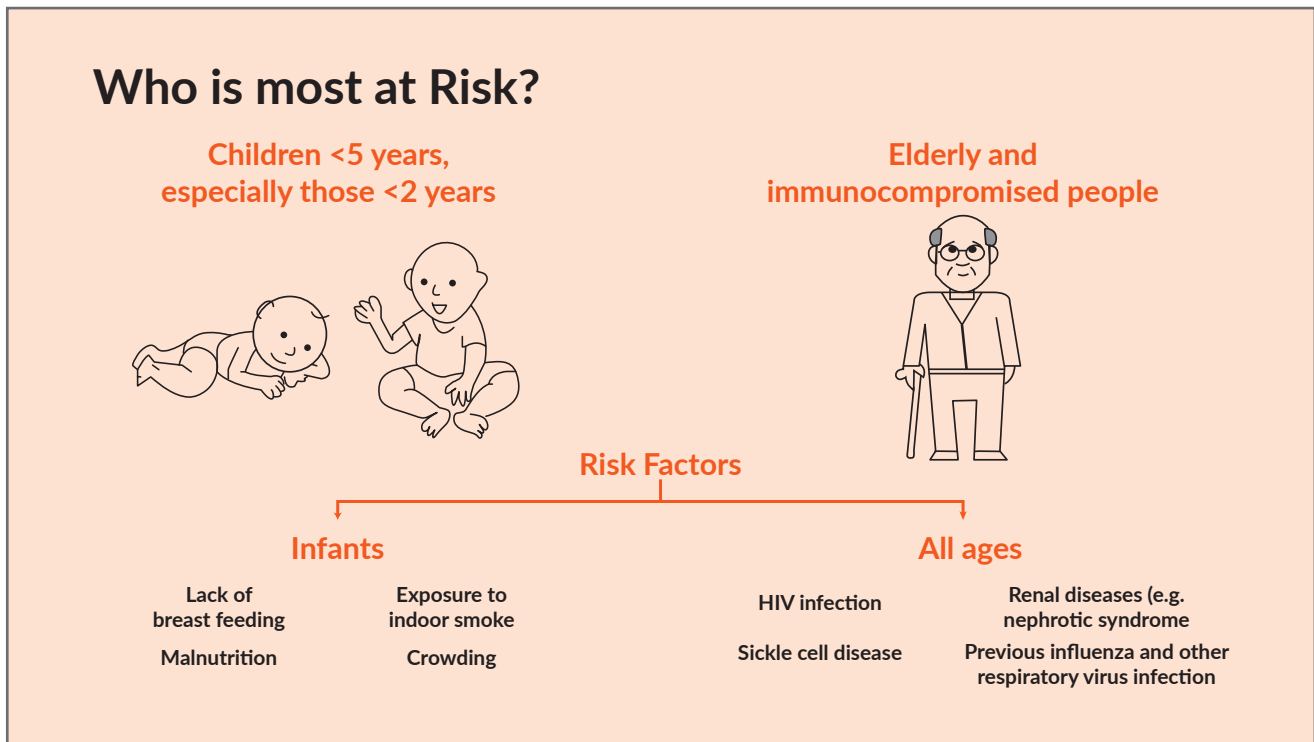 Who is most at Risk?
Children <5 years,
especially those <2 years
Elderly and
immunocompromised people
Risk Factors
Infants
Lack of
breast feeding
Exposure to
indoor smoke
Malnutrition
Crowding
All ages
HIV infection
Renal diseases (e.g.
nephrotic syndrome
Sickle cell disease
Previous influenza and other
respiratory virus infection